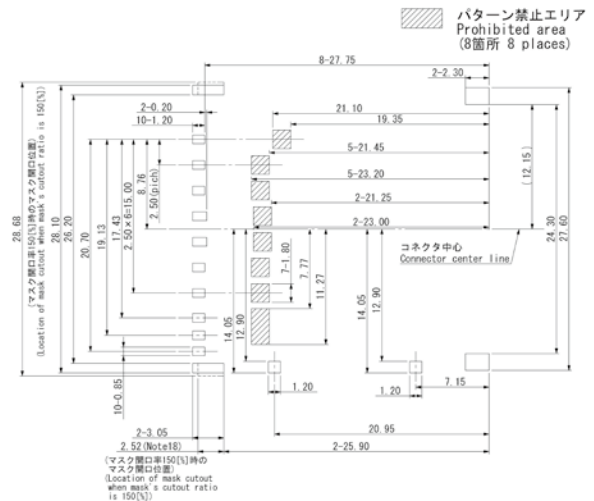 パターン禁止エリア
Prohibited area
(8箇所 8 places)
8-27.75
2-2.30
2-0.20
10-1.20
21.10
19.35
5-21.45
5-23.20
2-21.25
2-23.00
(12.15)
24.30
27.60
コネクタ中心
Connector center line
28.68
(マスク開口率150[%]時のマスク開口位置)
(Location of mask cutout when mask's cutout ratio is 150[%])
28.10
26.20
20.70
19.13
17.43
2.50×6=15.00
8.76
2.50(pich)
7-1.80
7.77
11.27
14.05
12.90
14.05
12.90
10-0.85
1.20
1.20
7.15
20.95
2-3.05
2.52(Note18)
2-25.90
(マスク開口率150[%]時の
マスク開口位置)
(Location of mask cutout
when mask's cutout ratio
is 150[%])